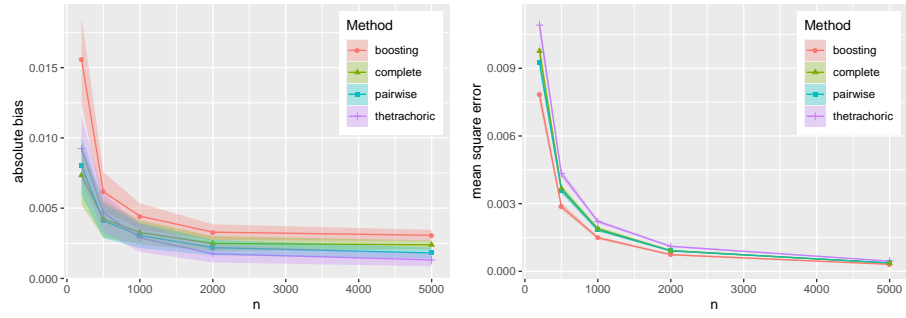 Method
boosting
complete
pairwise
thetrachoric
0.015
0.010
0.005
0.000
absolute bias
0 1000 2000 3000 4000 5000
n
Method
boosting
complete
pairwise
thetrachoric
0.009
0.006
0.003
0.000
mean square error
0 1000 2000 3000 4000 5000
n